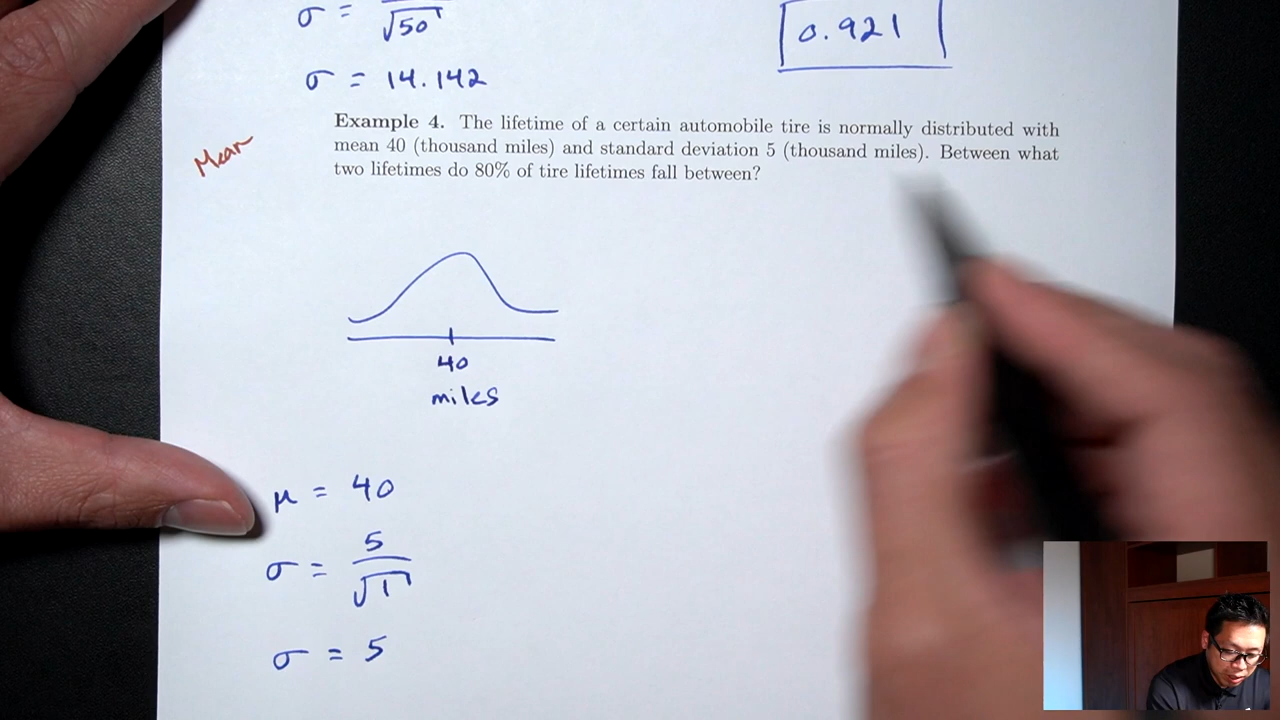 σ = 
√50
0.921
σ = 14.142
Mean
Example 4. The lifetime of a certain automobile tire is normally distributed with
mean 40 (thousand miles) and standard deviation 5 (thousand miles). Between what
two lifetimes do 80% of tire lifetimes fall between?
40
miles
μ = 40
σ = 5/√1
σ = 5